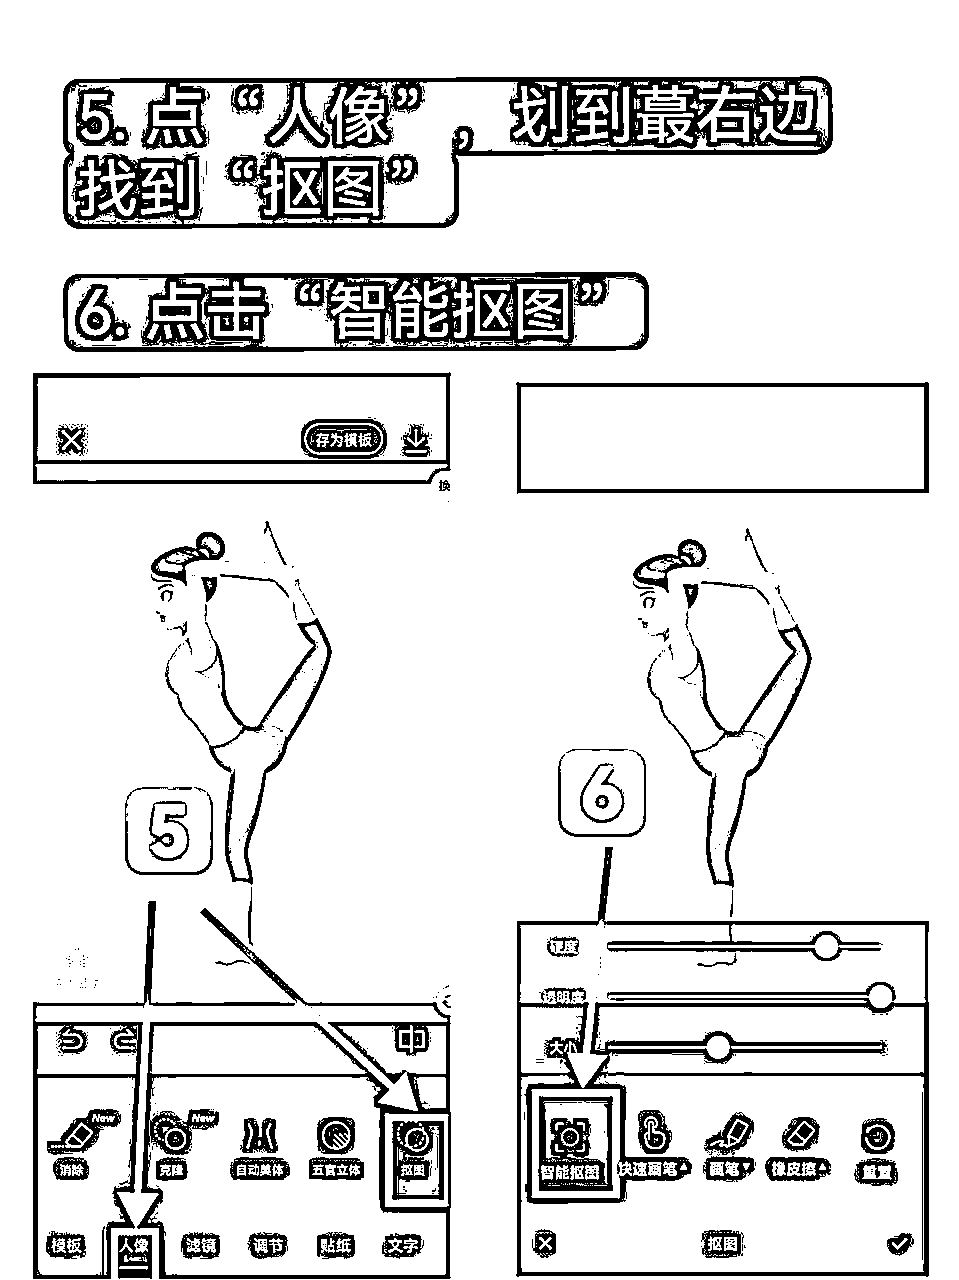 5. 点“人像”，划到蕞右边
找到“抠图”
6. 点击“智能抠图”
存为模板
换
5
6
硬度
透明度
大小
New
New
消除
克隆
自动美体
五官立体
抠图
智能抠图
快速画笔
画笔
橡皮擦
重置
模板
人像
滤镜
调节
贴纸
文字
抠图